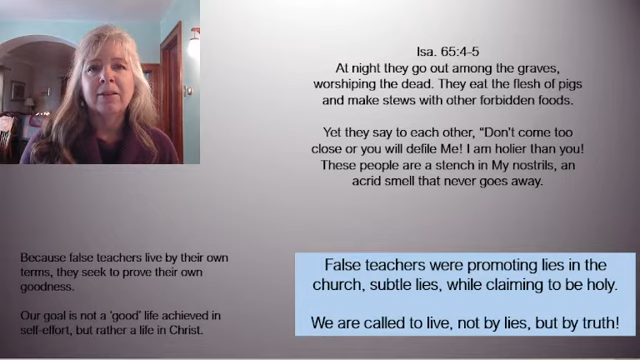 Isa. 65:4-5
At night they go out among the graves,
worshiping the dead. They eat the flesh of pigs
and make stews with other forbidden foods.
Yet they say to each other, “Don't come too
close or you will defile Me! I am holier than you!
These people are a stench in My nostrils, an
acrid smell that never goes away.
Because false teachers live by their own
terms, they seek to prove their own
goodness.
Our goal is not a ‘good’ life achieved in
self-effort, but rather a life in Christ.
False teachers were promoting lies in the
church, subtle lies, while claiming to be holy.
We are called to live, not by lies, but by truth!